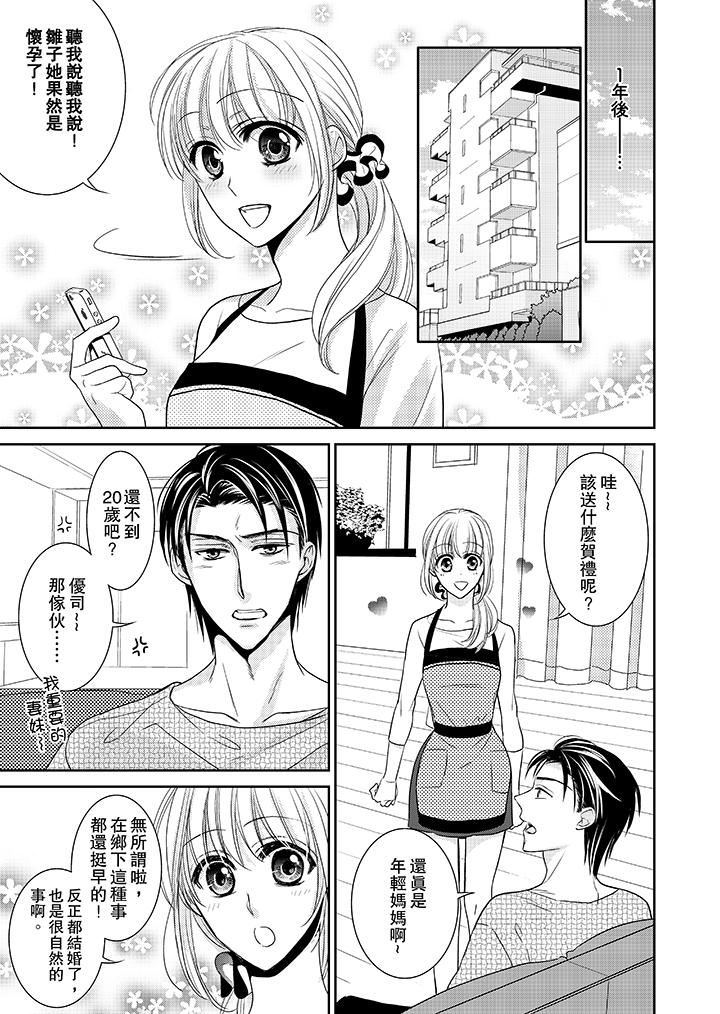 1年後——…
聽我說聽我說！
雛子她果然是
懷孕了！
哇~
該送什麼賀禮呢？
還真是
年輕媽媽啊~
還不到
20歲吧？
優司~
那傢伙……
我重要的
妻妹~
無所謂啦，
在鄉下這種事
都還挺早的！
反正都結婚了，
也是很自然的
事啊。